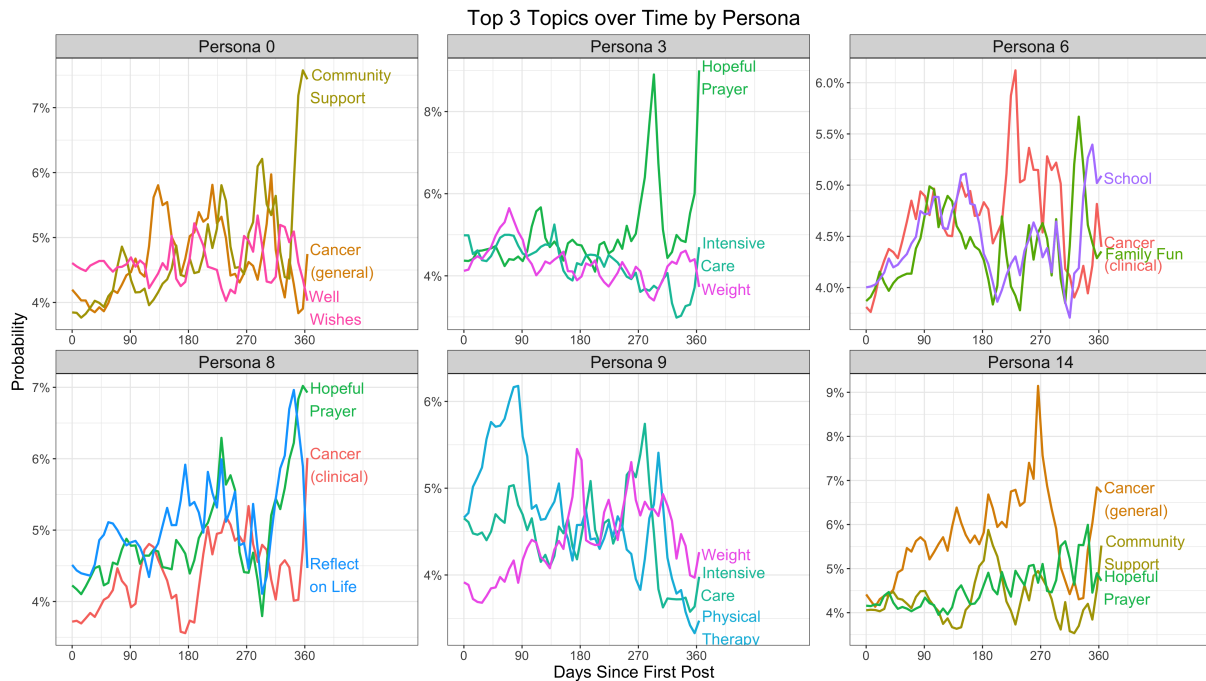 Top 3 Topics over Time by Persona
Persona 0
7%
6%
5%
4%
Community
Support
Cancer
(general)
Well
Wishes
0 90 180 270 360
Persona 3
8%
6%
4%
Hopeful
Prayer
Intensive
Care
Weight
0 90 180 270 360
Persona 6
6.0%
5.5%
5.0%
4.5%
4.0%
School
Cancer
Family Fun
(clinical)
0 90 180 270 360
Probability
Persona 8
7%
6%
5%
4%
Hopeful
Prayer
Cancer
(clinical)
Reflect
on Life
0 90 180 270 360
Persona 9
6%
5%
4%
Weight
Intensive
Care
Physical
Therapy
0 90 180 270 360
Persona 14
9%
8%
7%
6%
5%
4%
Cancer
(general)
Community
Support
Hopeful
Prayer
0 90 180 270 360
Days Since First Post